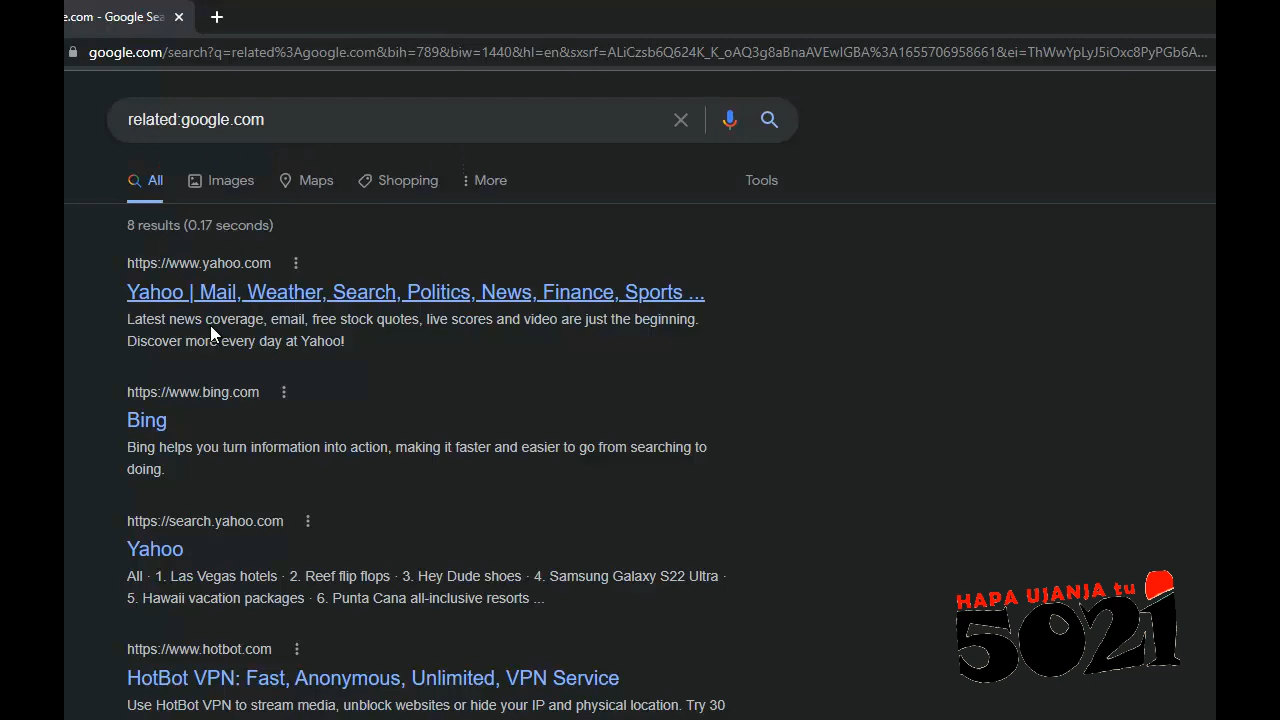 e.com - Google Sea
google.com/search?q=related%3Agoogle.com&bih=789&biw=1440&hl=en&sxsrf=ALiCzsb6Q624K_K_oAQ3g8aBnaAVEwIGBA%3A1655706958661&ei=ThWwYpLyJ5iOxc8PyPGb6A...
related:google.com
All Images Maps Shopping More Tools
8 results (0.17 seconds)
https://www.yahoo.com
Yahoo | Mail, Weather, Search, Politics, News, Finance, Sports ...
Latest news coverage, email, free stock quotes, live scores and video are just the beginning.
Discover more every day at Yahoo!
https://www.bing.com
Bing
Bing helps you turn information into action, making it faster and easier to go from searching to
doing.
https://search.yahoo.com
Yahoo
All · 1. Las Vegas hotels · 2. Reef flip flops · 3. Hey Dude shoes · 4. Samsung Galaxy S22 Ultra ·
5. Hawaii vacation packages · 6. Punta Cana all-inclusive resorts ...
https://www.hotbot.com
HotBot VPN: Fast, Anonymous, Unlimited, VPN Service
Use HotBot VPN to stream media, unblock websites or hide your IP and physical location. Try 30
HAPA UJANJA tu
5021